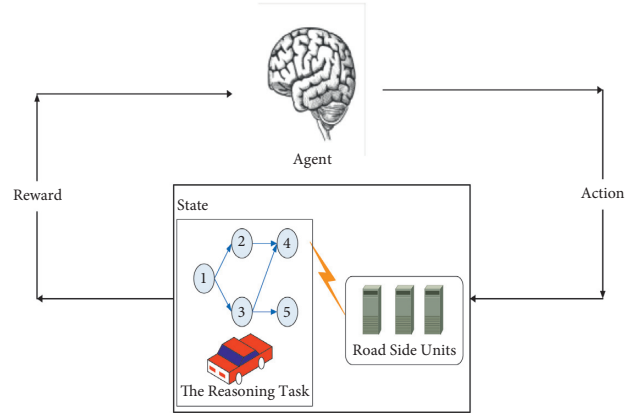 Agent
Reward
Action
State
2
4
1
3
5
Road Side Units
The Reasoning Task